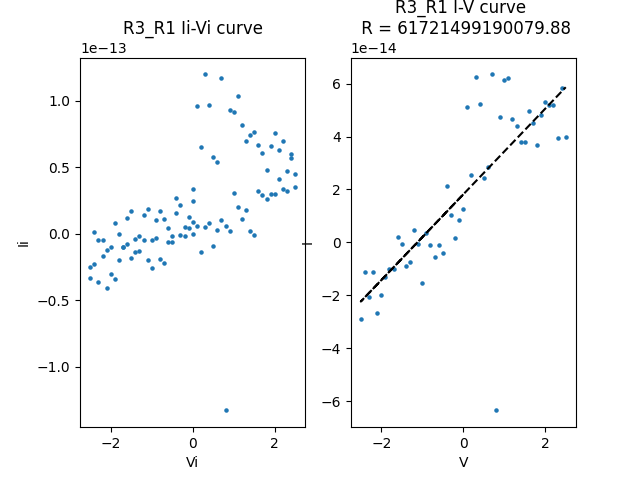 R3_R1 Ii-Vi curve
1e−13
1.0
0.5
0.0
−0.5
−1.0
Ii
−2
0
2
Vi
R3_R1 I-V curve
R = 61721499190079.88
1e−14
6
4
2
0
−2
−4
−6
I
−2
0
2
V